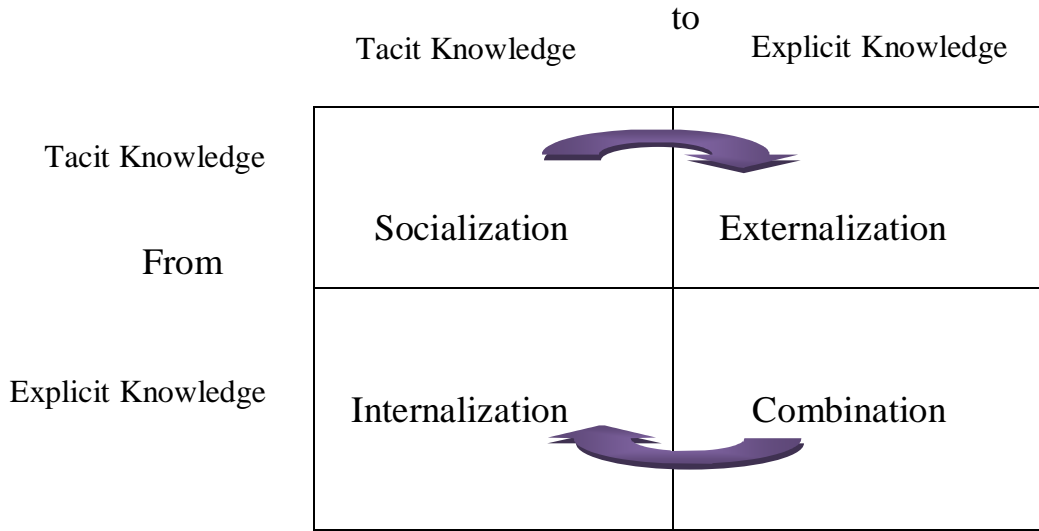 to
Tacit Knowledge Explicit Knowledge
Tacit Knowledge
Socialization Externalization
From
Explicit Knowledge
Internalization Combination